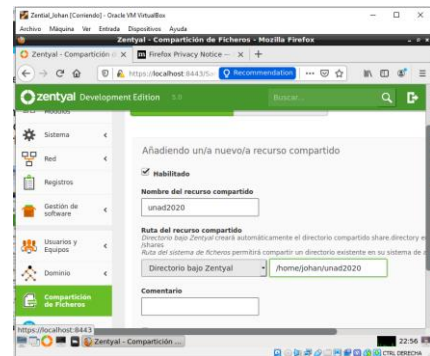 Zential_Johan [Corriendo] - Oracle VM VirtualBox
Archivo Máquina Ver Entrada Dispositivos Ayuda
Zentyal - Compartición de Ficheros - Mozilla Firefox
Zentyal - Compartición
Firefox Privacy Notice —
https://localhost:8443/S
Recommendation
zentyal Development Edition 5.0
Buscar...
Módulos
Sistema
Red
Registros
Gestión de
software
Usuarios y
Equipos
Dominio
Compartición
de Ficheros
Añadiendo un/a nuevo/a recurso compartido
Habilitado
Nombre del recurso compartido
unad2020
Ruta del recurso compartido
Directorio bajo Zentyal creará automáticamente el directorio compartido share.directory e
/shares
Ruta del sistema de ficheros permitirá compartir un directorio existente en su sistema de
Directorio bajo Zentyal
/home/johan/unad2020
Comentario
https://localhost:8443
Zentyal - Compartición ...
22:56
CTRL DERECHA